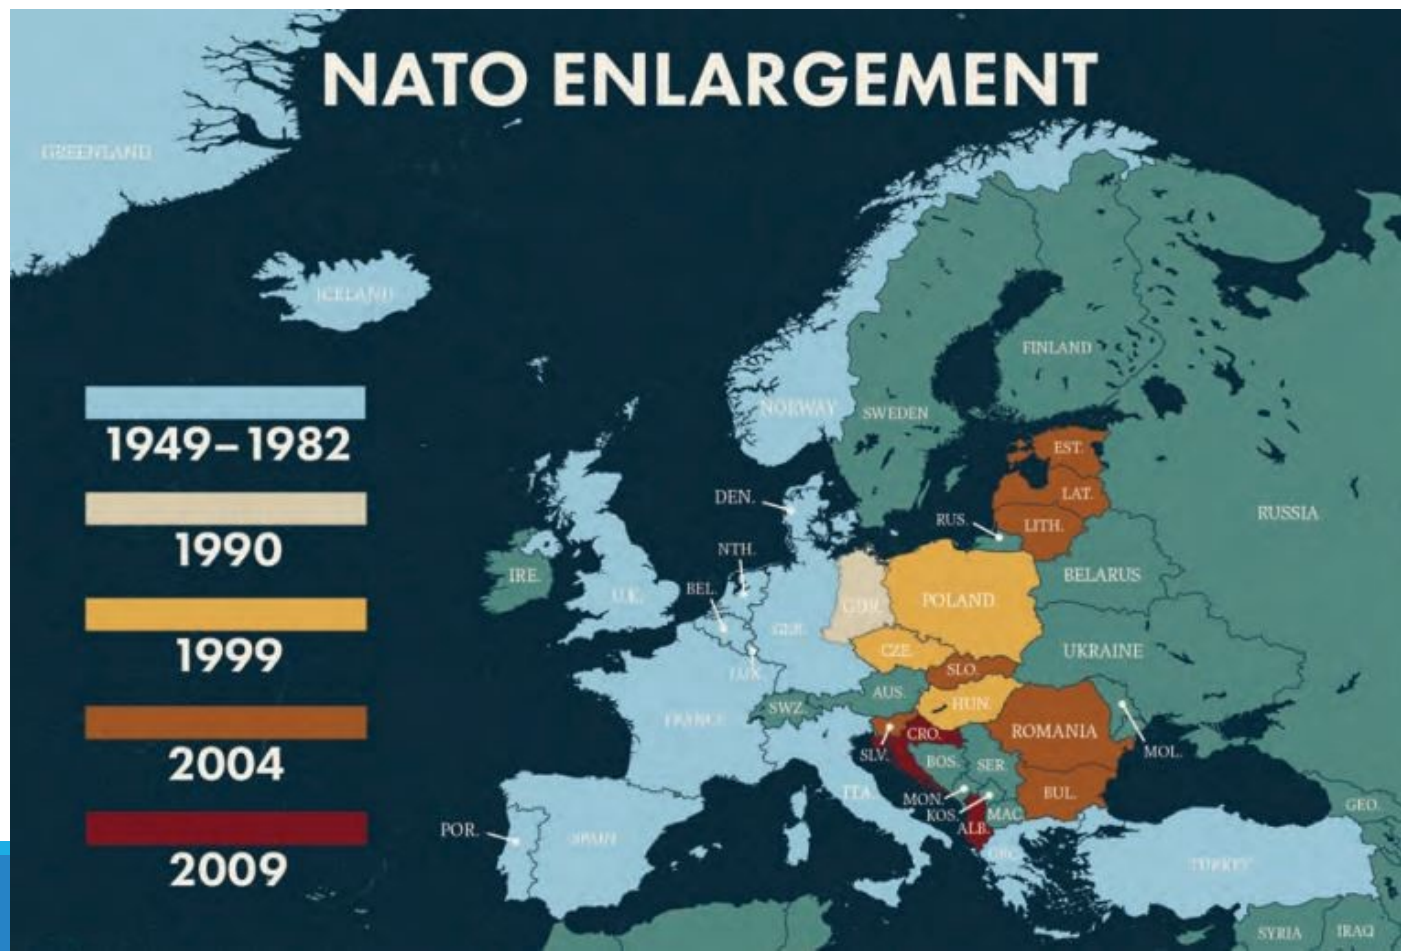 NATO ENLARGEMENT
GREENLAND
ICELAND
1949–1982
1990
1999
2004
2009
NORWAY
SWEDEN
FINLAND
RUSSIA
EST.
LAT.
LITH.
RUS.
DEN.
NTH.
BEL.
IRE.
U.K.
GER.
GDR.
POLAND
BELARUS
UKRAINE
LUX.
CZE.
SLO.
AUS.
HUN.
SWZ.
FRANCE
ROMANIA
MOL.
CRO.
SLV.
BOS.
SER.
ITA.
MON.
KOS.
MAC.
ALB.
BUL.
GRC.
POR.
SPAIN
TURKEY
GEO.
SYRIA
IRAQ